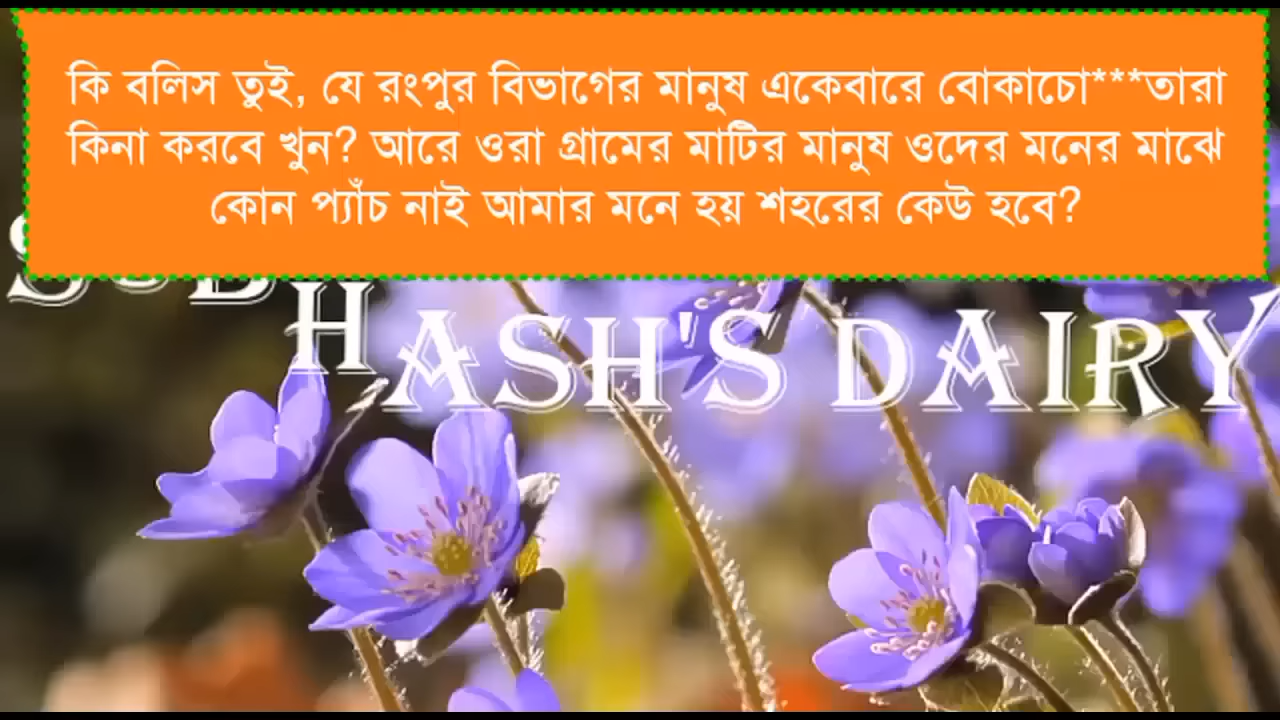 কি বলিস তুই, যে রংপুর বিভাগের মানুষ একেবারে বোকাচো***তারা
কিনা করবে খুন? আরে ওরা গ্রামের মাটির মানুষ ওদের মনের মাঝে
কোন প্যাঁচ নাই আমার মনে হয় শহরের কেউ হবে?
HASH'S DAIRY